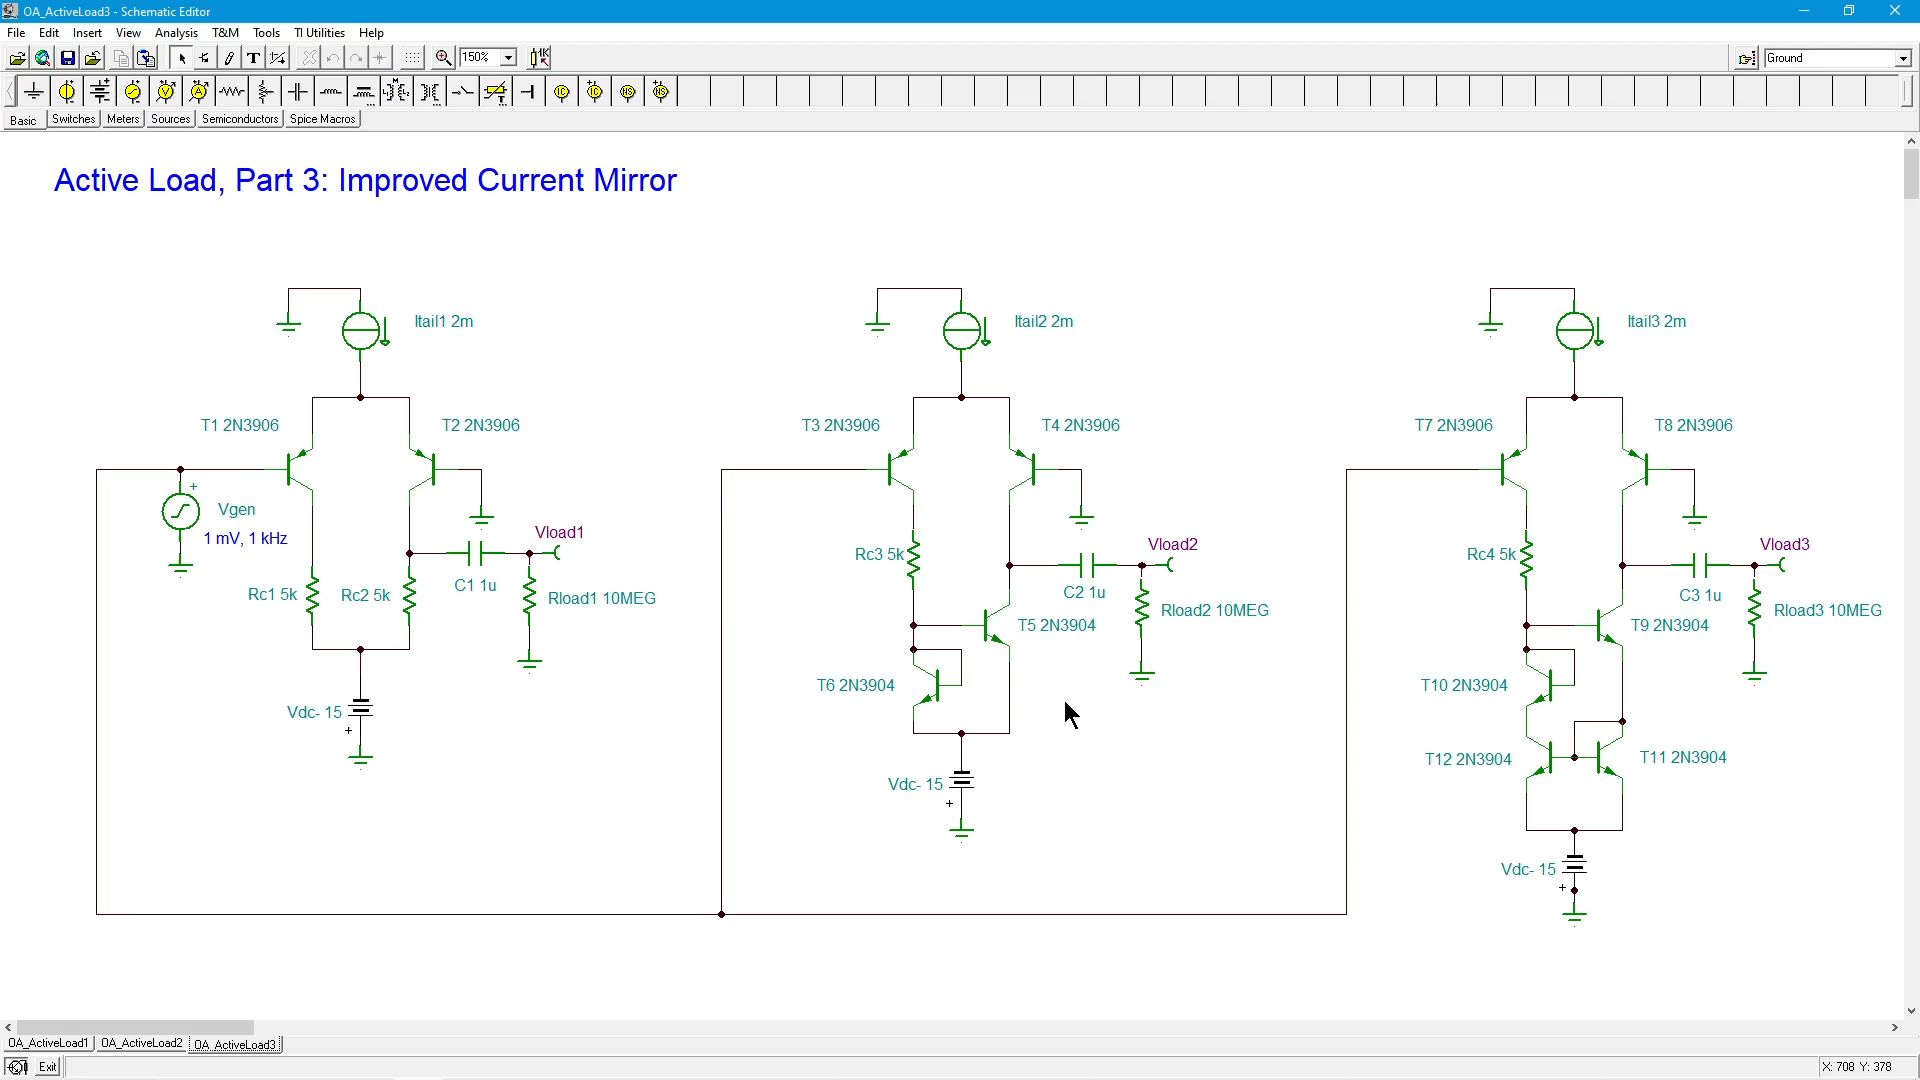 OA_ActiveLoad3 - Schematic Editor
File Edit Insert View Analysis T&M Tools TI Utilities Help
150% Ground
Basic Switches Meters Sources Semiconductors Spice Macros
Active Load, Part 3: Improved Current Mirror
Itail1 2m
Itail2 2m
Itail3 2m
T1 2N3906
T2 2N3906
T3 2N3906
T4 2N3906
T7 2N3906
T8 2N3906
+
Vgen
1 mV, 1 kHz
Vload1
Vload2
Vload3
Rc3 5k
Rc4 5k
Rc1 5k
Rc2 5k
C1 1u
Rload1 10MEG
C2 1u
Rload2 10MEG
C3 1u
Rload3 10MEG
T5 2N3904
T9 2N3904
T6 2N3904
T10 2N3904
Vdc- 15
+
T12 2N3904
T11 2N3904
Vdc- 15
+
Vdc- 15
+
OA_ActiveLoad1 OA_ActiveLoad2 OA_ActiveLoad3
Exit
X: 708 Y: 378